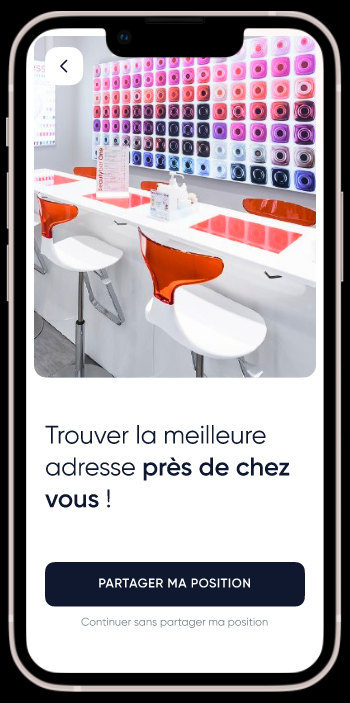 Trouver la meilleure
adresse près de chez
vous !
PARTAGER MA POSITION
Continuer sans partager ma position